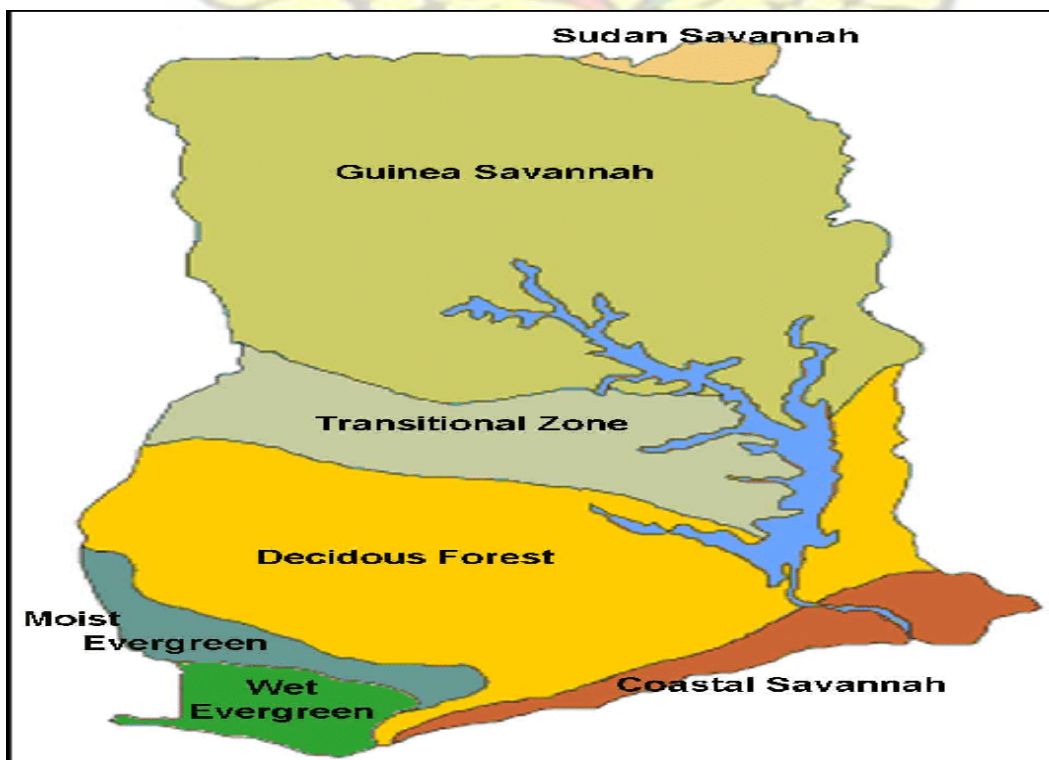 Sudan Savannah
Guinea Savannah
Transitional Zone
Decidous Forest
Moist
Evergreen
Wet
Evergreen
Coastal Savannah